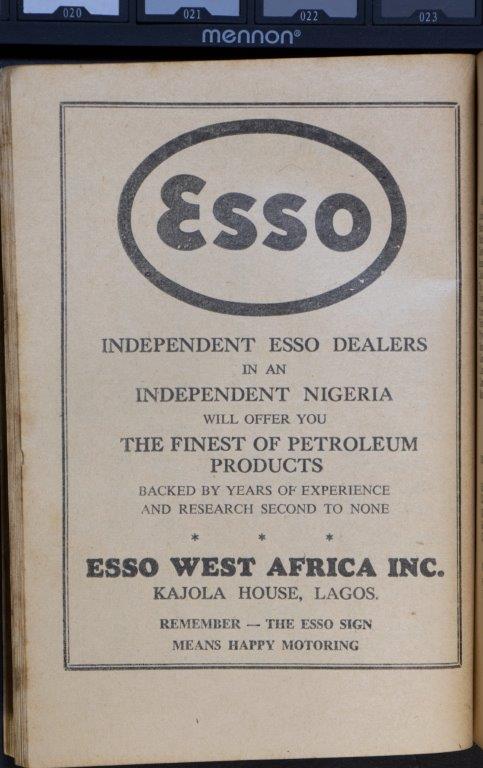 020 021 022 023
mennon®
Esso
INDEPENDENT ESSO DEALERS
IN AN
INDEPENDENT NIGERIA
WILL OFFER YOU
THE FINEST OF PETROLEUM
PRODUCTS
BACKED BY YEARS OF EXPERIENCE
AND RESEARCH SECOND TO NONE
* * *
ESSO WEST AFRICA INC.
KAJOLA HOUSE, LAGOS.
REMEMBER — THE ESSO SIGN
MEANS HAPPY MOTORING